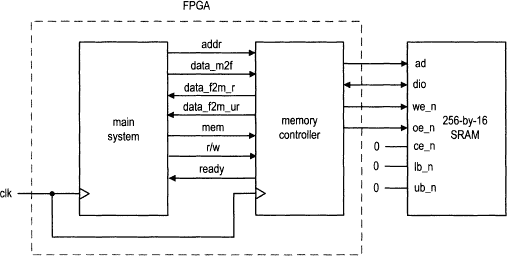 FPGA
addr
data_m2f
data_f2m_r
data_f2m_ur
mem
r/w
ready
main
system
memory
controller
clk
ad
dio
we_n
oe_n
0 ce_n
0 lb_n
0 ub_n
256-by-16
SRAM